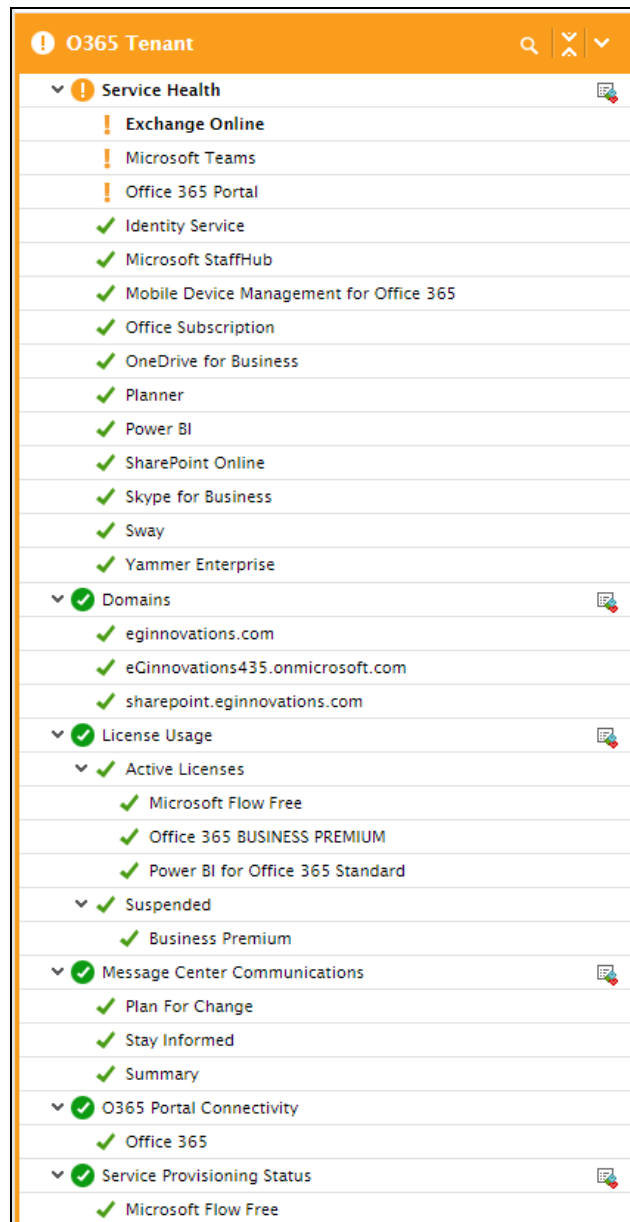 O365 Tenant
Service Health
Exchange Online
Microsoft Teams
Office 365 Portal
Identity Service
Microsoft StaffHub
Mobile Device Management for Office 365
Office Subscription
OneDrive for Business
Planner
Power BI
SharePoint Online
Skype for Business
Sway
Yammer Enterprise
Domains
eginnovations.com
eGinnovations435.onmicrosoft.com
sharepoint.eginnovations.com
License Usage
Active Licenses
Microsoft Flow Free
Office 365 BUSINESS PREMIUM
Power BI for Office 365 Standard
Suspended
Business Premium
Message Center Communications
Plan For Change
Stay Informed
Summary
O365 Portal Connectivity
Office 365
Service Provisioning Status
Microsoft Flow Free